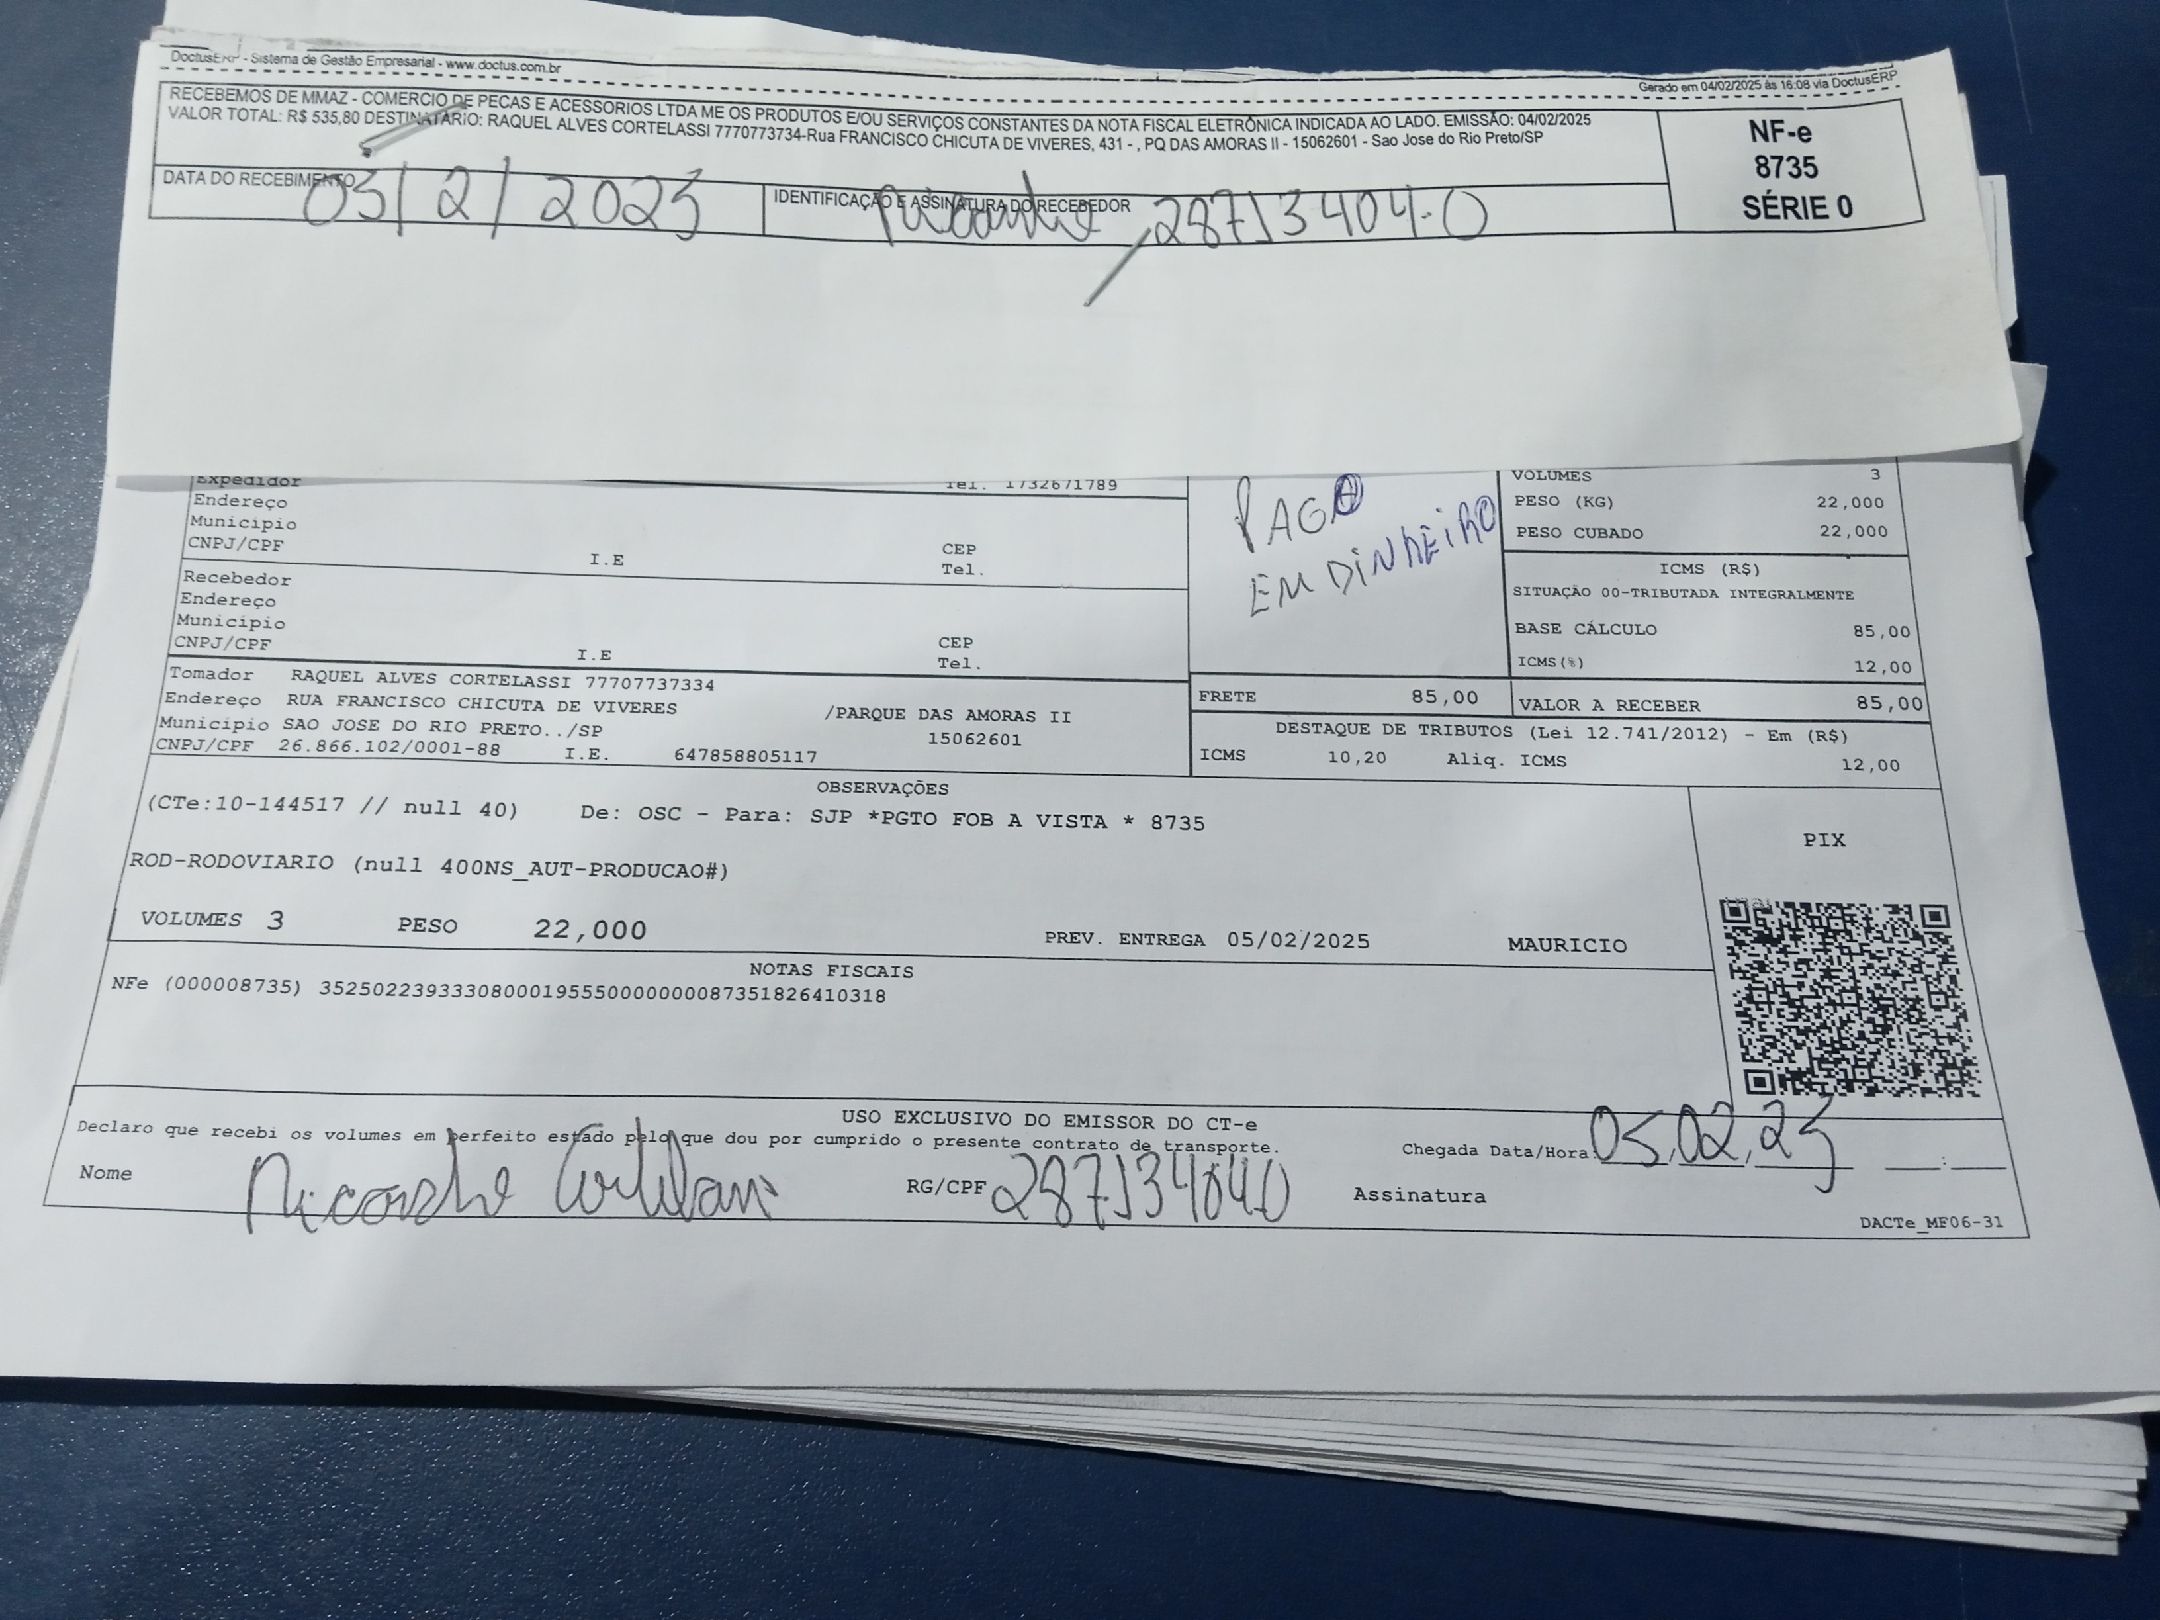 DoctusERP - Sistema de Gestão Empresarial - www.doctus.com.br
Gerado em 04/02/2025 às 16:08 via DoctusERP
RECEBEMOS DE MMAZ - COMERCIO DE PECAS E ACESSORIOS LTDA ME OS PRODUTOS E/OU SERVIÇOS CONSTANTES DA NOTA FISCAL ELETRÔNICA INDICADA AO LADO. EMISSÃO: 04/02/2025
VALOR TOTAL: R$ 535,80 DESTINATÁRIO: RAQUEL ALVES CORTELASSI 7770773734-Rua FRANCISCO CHICUTA DE VIVERES, 431 - , PQ DAS AMORAS II - 15062601 - Sao Jose do Rio Preto/SP
NF-e
8735
SÉRIE 0
DATA DO RECEBIMENTO
05/2/2025
IDENTIFICAÇÃO E ASSINATURA DO RECEBEDOR
28713404-0
Expedidor Tel. 1732671789
Endereço
Municipio
CNPJ/CPF I.E CEP
Tel.
Recebedor
Endereço
Municipio
CNPJ/CPF I.E CEP
Tel.
PAGO
EM DINHEIRO
VOLUMES 3
PESO (KG) 22,000
PESO CUBADO 22,000
ICMS (R$)
SITUAÇÃO 00-TRIBUTADA INTEGRALMENTE
BASE CÁLCULO 85,00
ICMS(%) 12,00
Tomador RAQUEL ALVES CORTELASSI 77707737334
Endereço RUA FRANCISCO CHICUTA DE VIVERES /PARQUE DAS AMORAS II
Municipio SAO JOSE DO RIO PRETO../SP 15062601
CNPJ/CPF 26.866.102/0001-88 I.E. 647858805117
FRETE 85,00 VALOR A RECEBER 85,00
DESTAQUE DE TRIBUTOS (Lei 12.741/2012) - Em (R$)
ICMS 10,20 Aliq. ICMS 12,00
OBSERVAÇÕES
(CTe:10-144517 // null 40) De: OSC - Para: SJP *PGTO FOB A VISTA * 8735
ROD-RODOVIARIO (null 400NS_AUT-PRODUCAO#)
PIX
VOLUMES 3 PESO 22,000 PREV. ENTREGA 05/02/2025 MAURICIO
NOTAS FISCAIS
NFe (000008735) 35250223933308000195550000000087351826410318
USO EXCLUSIVO DO EMISSOR DO CT-e
Declaro que recebi os volumes em perfeito estado pelo que dou por cumprido o presente contrato de transporte.
Chegada Data/Hora 05.02.25 __:__
Nome RG/CPF 287134040 Assinatura
DACTe_MF06-31